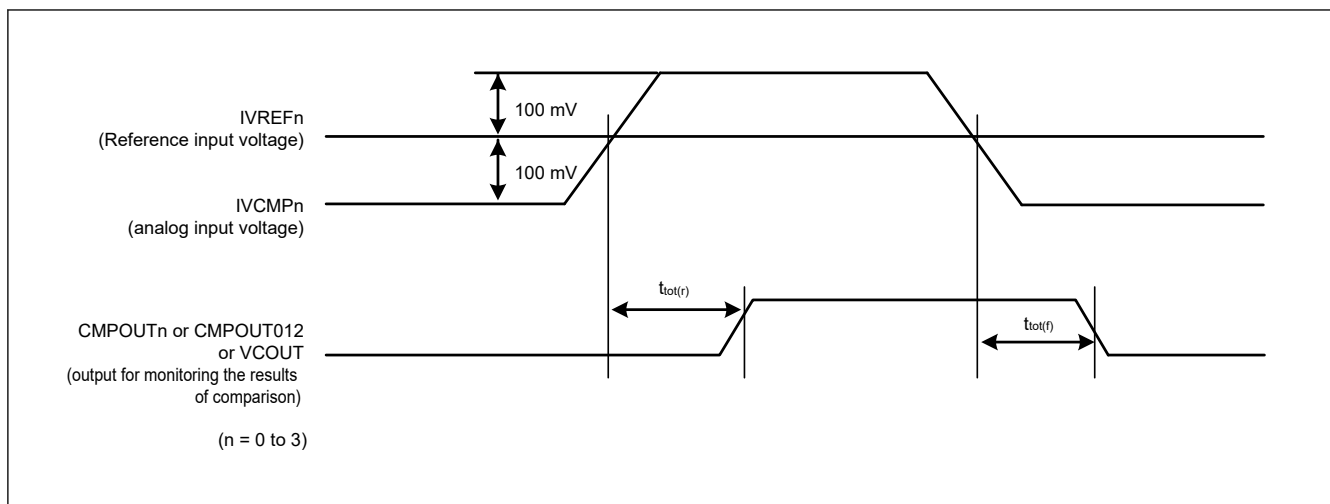 100 mV
IVREFn
(Reference input voltage)
100 mV
IVCMPn
(analog input voltage)
ttot(r)
ttot(f)
CMPOUTn or CMPOUT012
or VCOUT
(output for monitoring the results
of comparison)
(n = 0 to 3)